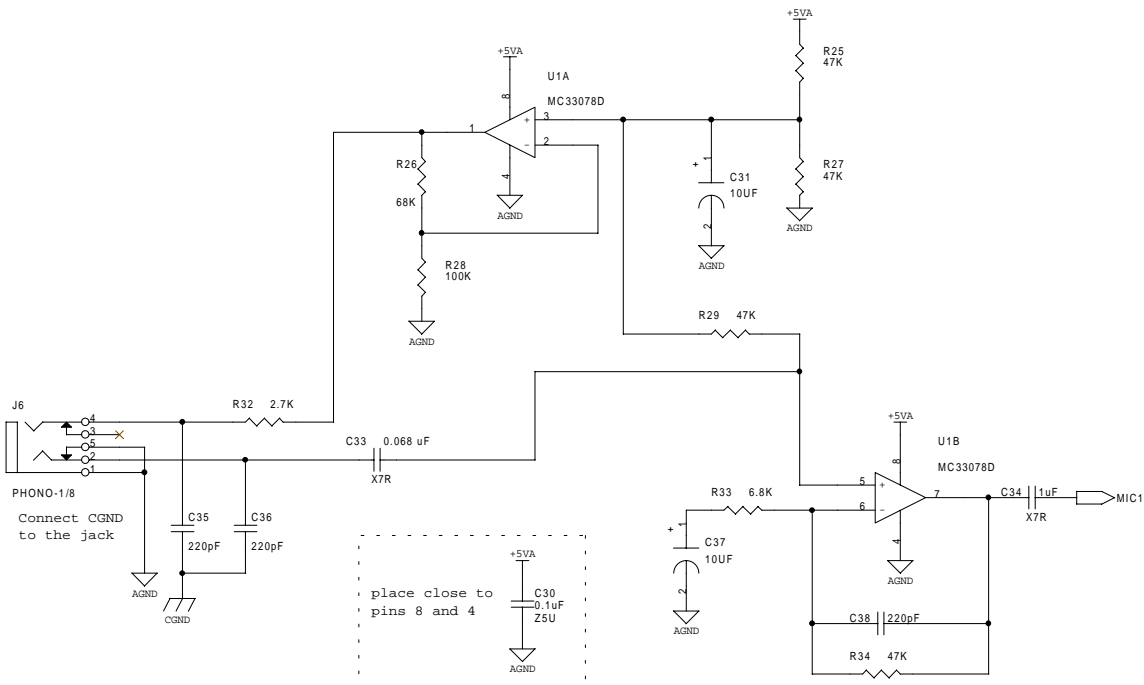 +5VA
R25
47K
+5VA
U1A
MC33078D
8
3
+
1
2
-
4
AGND
R26
68K
R28
100K
AGND
+
1
C31
10UF
2
AGND
R27
47K
AGND
R29 47K
J6
R32 2.7K
4
3
5
2
1
C33 0.068 uF
X7R
PHONO-1/8
Connect CGND
to the jack
C35
220pF
C36
220pF
AGND
CGND
+5VA
U1B
MC33078D
8
5
+
6
-
7
4
AGND
C34 1uF
X7R
MIC1
R33 6.8K
+
1
C37
10UF
2
AGND
C38 220pF
R34 47K
+5VA
place close to
pins 8 and 4
C30
0.1uF
Z5U
AGND